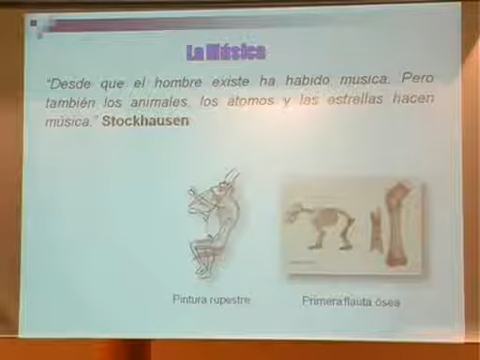 La Música
“Desde que el hombre existe ha habido musica. Pero
también los animales, los átomos y las estrellas hacen
música.” Stockhausen
Pintura rupestre
Primera flauta ósea